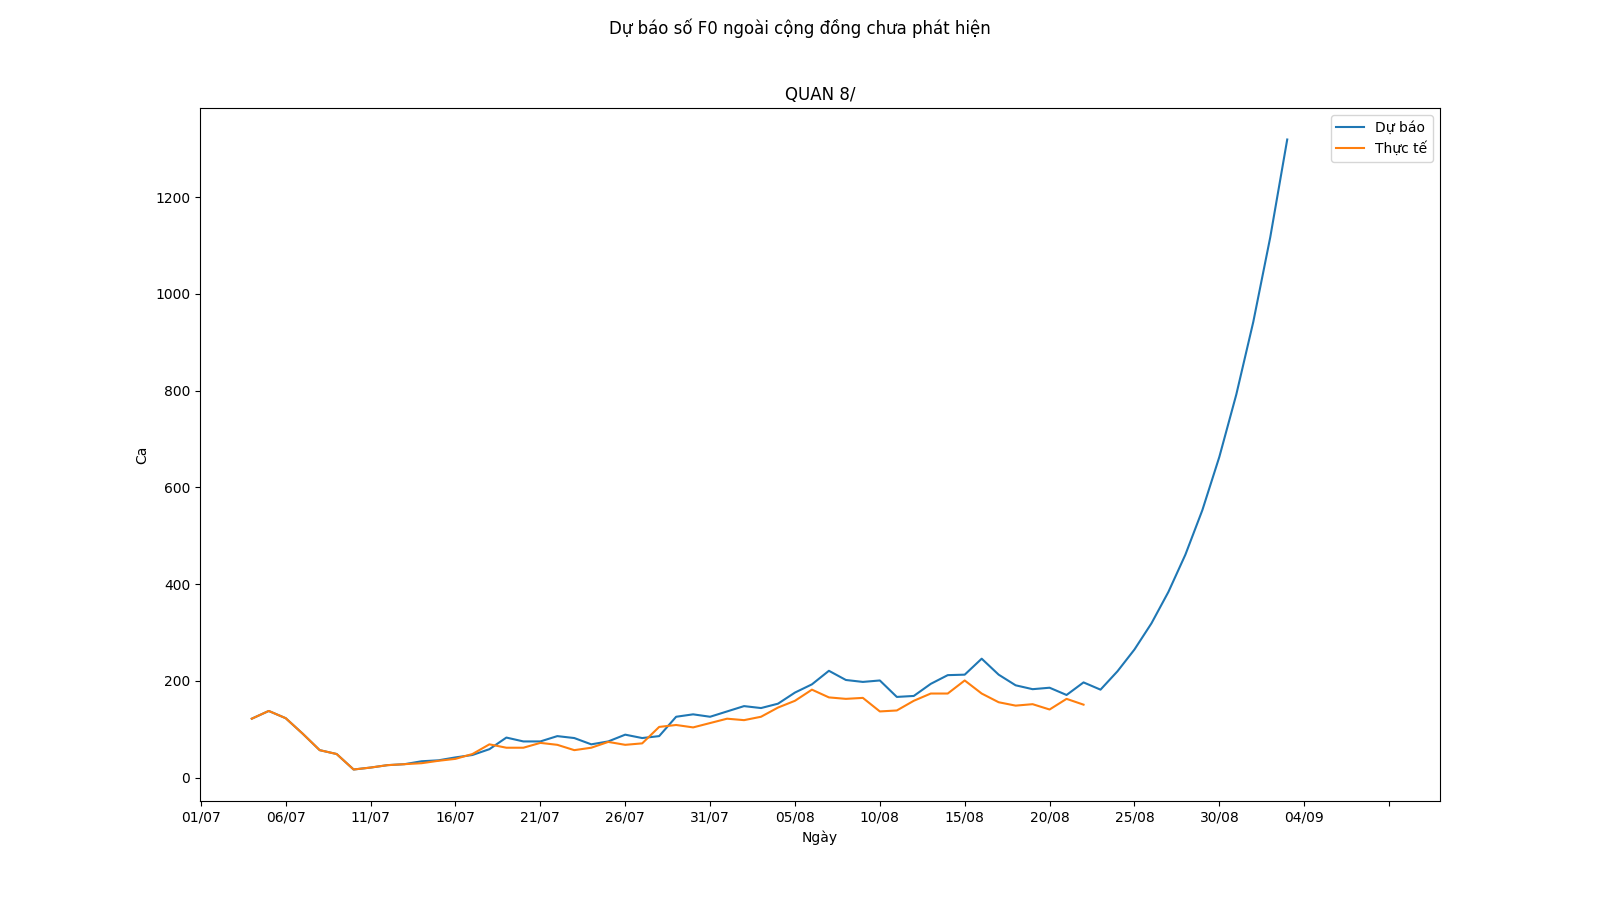 Dự báo số F0 ngoài cộng đồng chưa phát hiện
QUAN 8/
Dự báo
Thực tế
1200
1000
800
600
400
200
0
Ca
01/07 06/07 11/07 16/07 21/07 26/07 31/07 05/08 10/08 15/08 20/08 25/08 30/08 04/09
Ngày